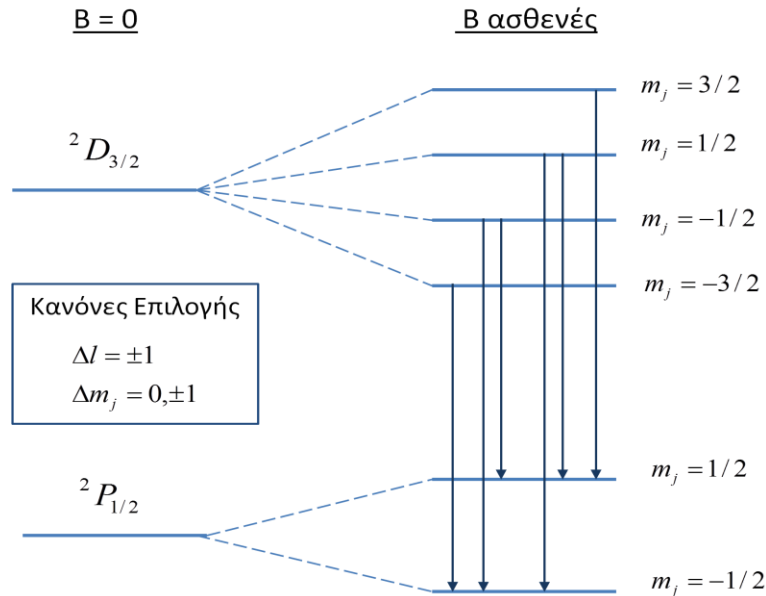 B = 0
Β ασθενές
m_j = 3/2
²D_{3/2}
m_j = 1/2
m_j = −1/2
m_j = −3/2
Κανόνες Επιλογής
Δl = ±1
Δm_j = 0,±1
²P_{1/2}
m_j = 1/2
m_j = −1/2